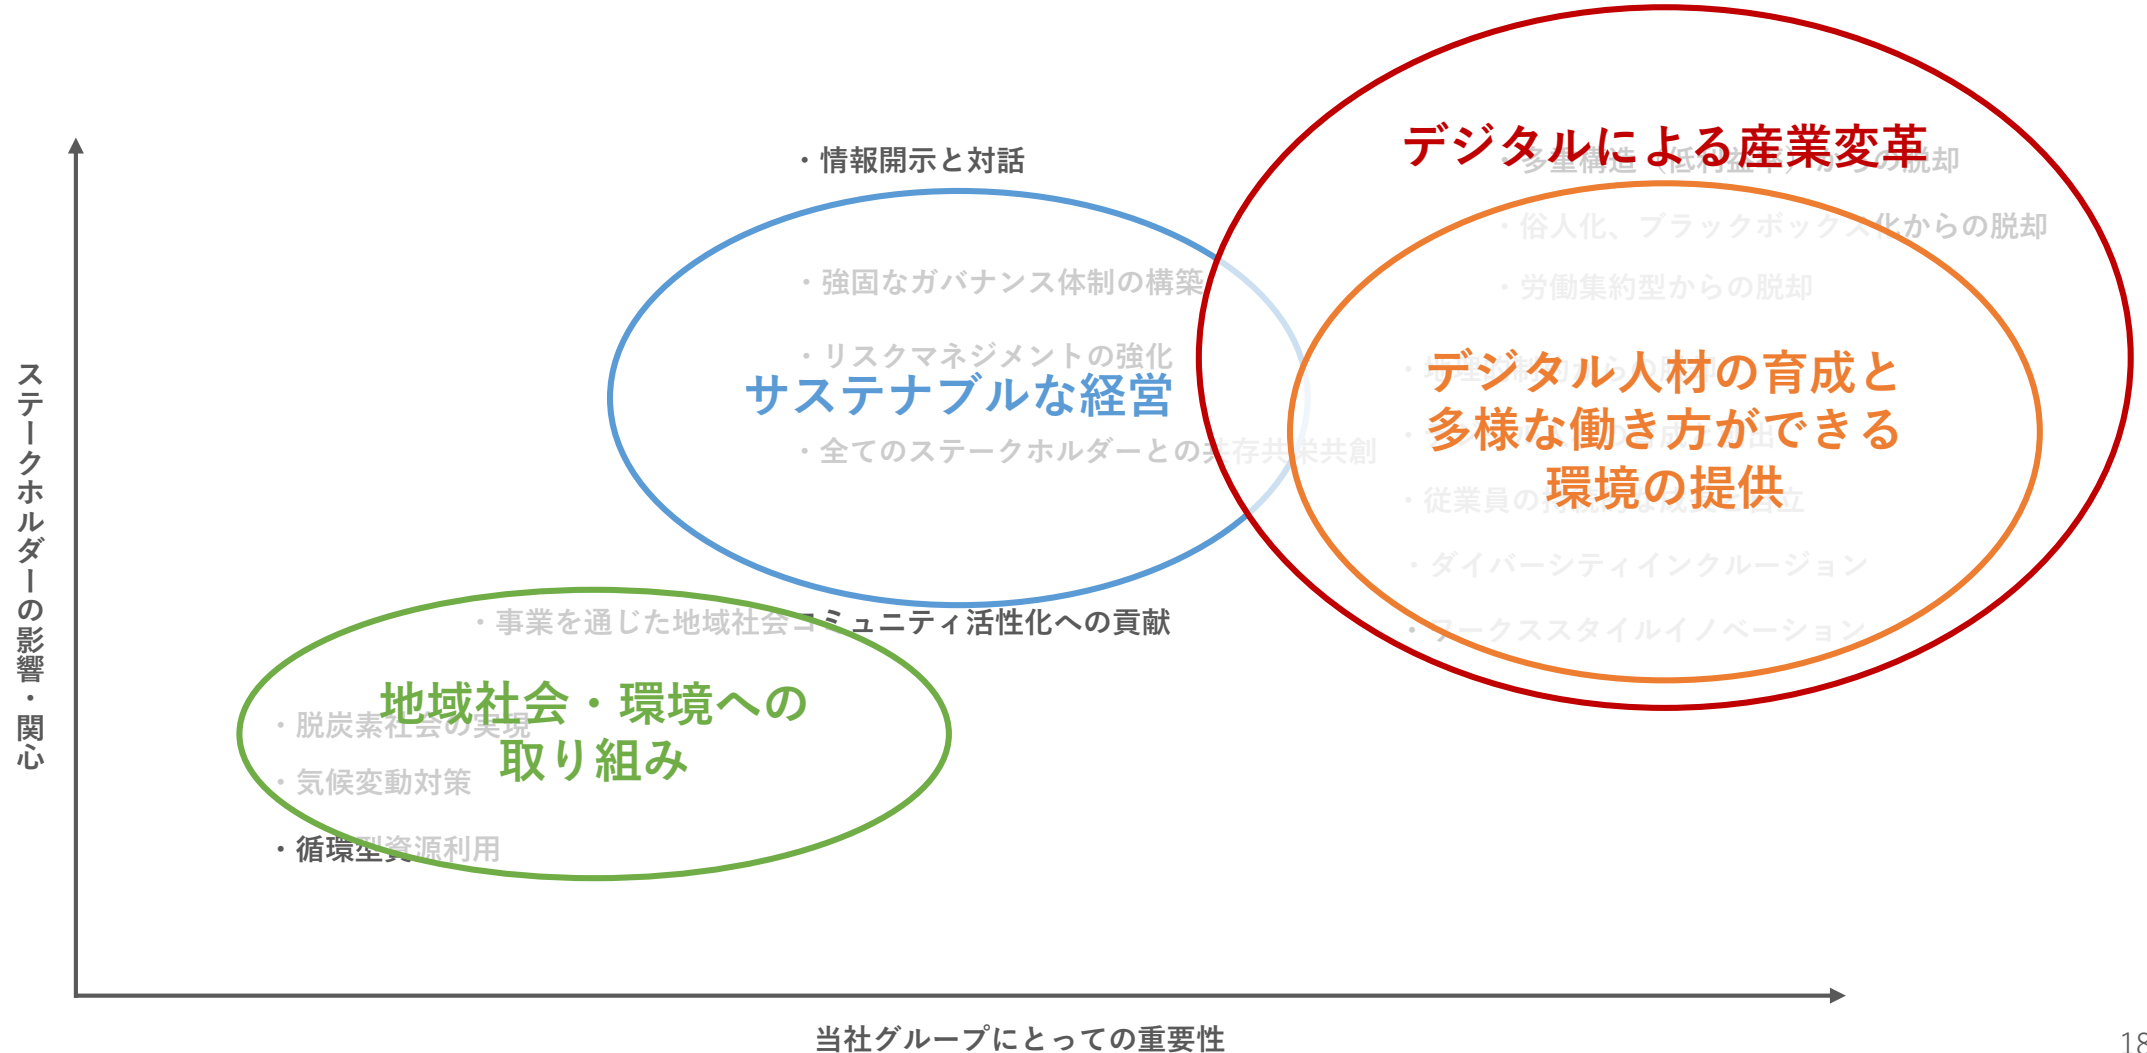 ・情報開示と対話
デジタルによる産業変革
・多重構造（低利益率）からの脱却
・俗人化、ブラックボックス化からの脱却
・強固なガバナンス体制の構築
・労働集約型からの脱却
・リスクマネジメントの強化
サステナブルな経営
・全てのステークホルダーとの共存共栄共創
デジタル人材の育成と
多様な働き方ができる
環境の提供
・従業員の
・ダイバーシティインクルージョン
・ワークススタイルイノベーション
・事業を通じた地域社会コミュニティ活性化への貢献
地域社会・環境への
取り組み
・脱炭素社会の実現
・気候変動対策
・循環型資源利用
ステークホルダーの影響・関心
当社グループにとっての重要性
18